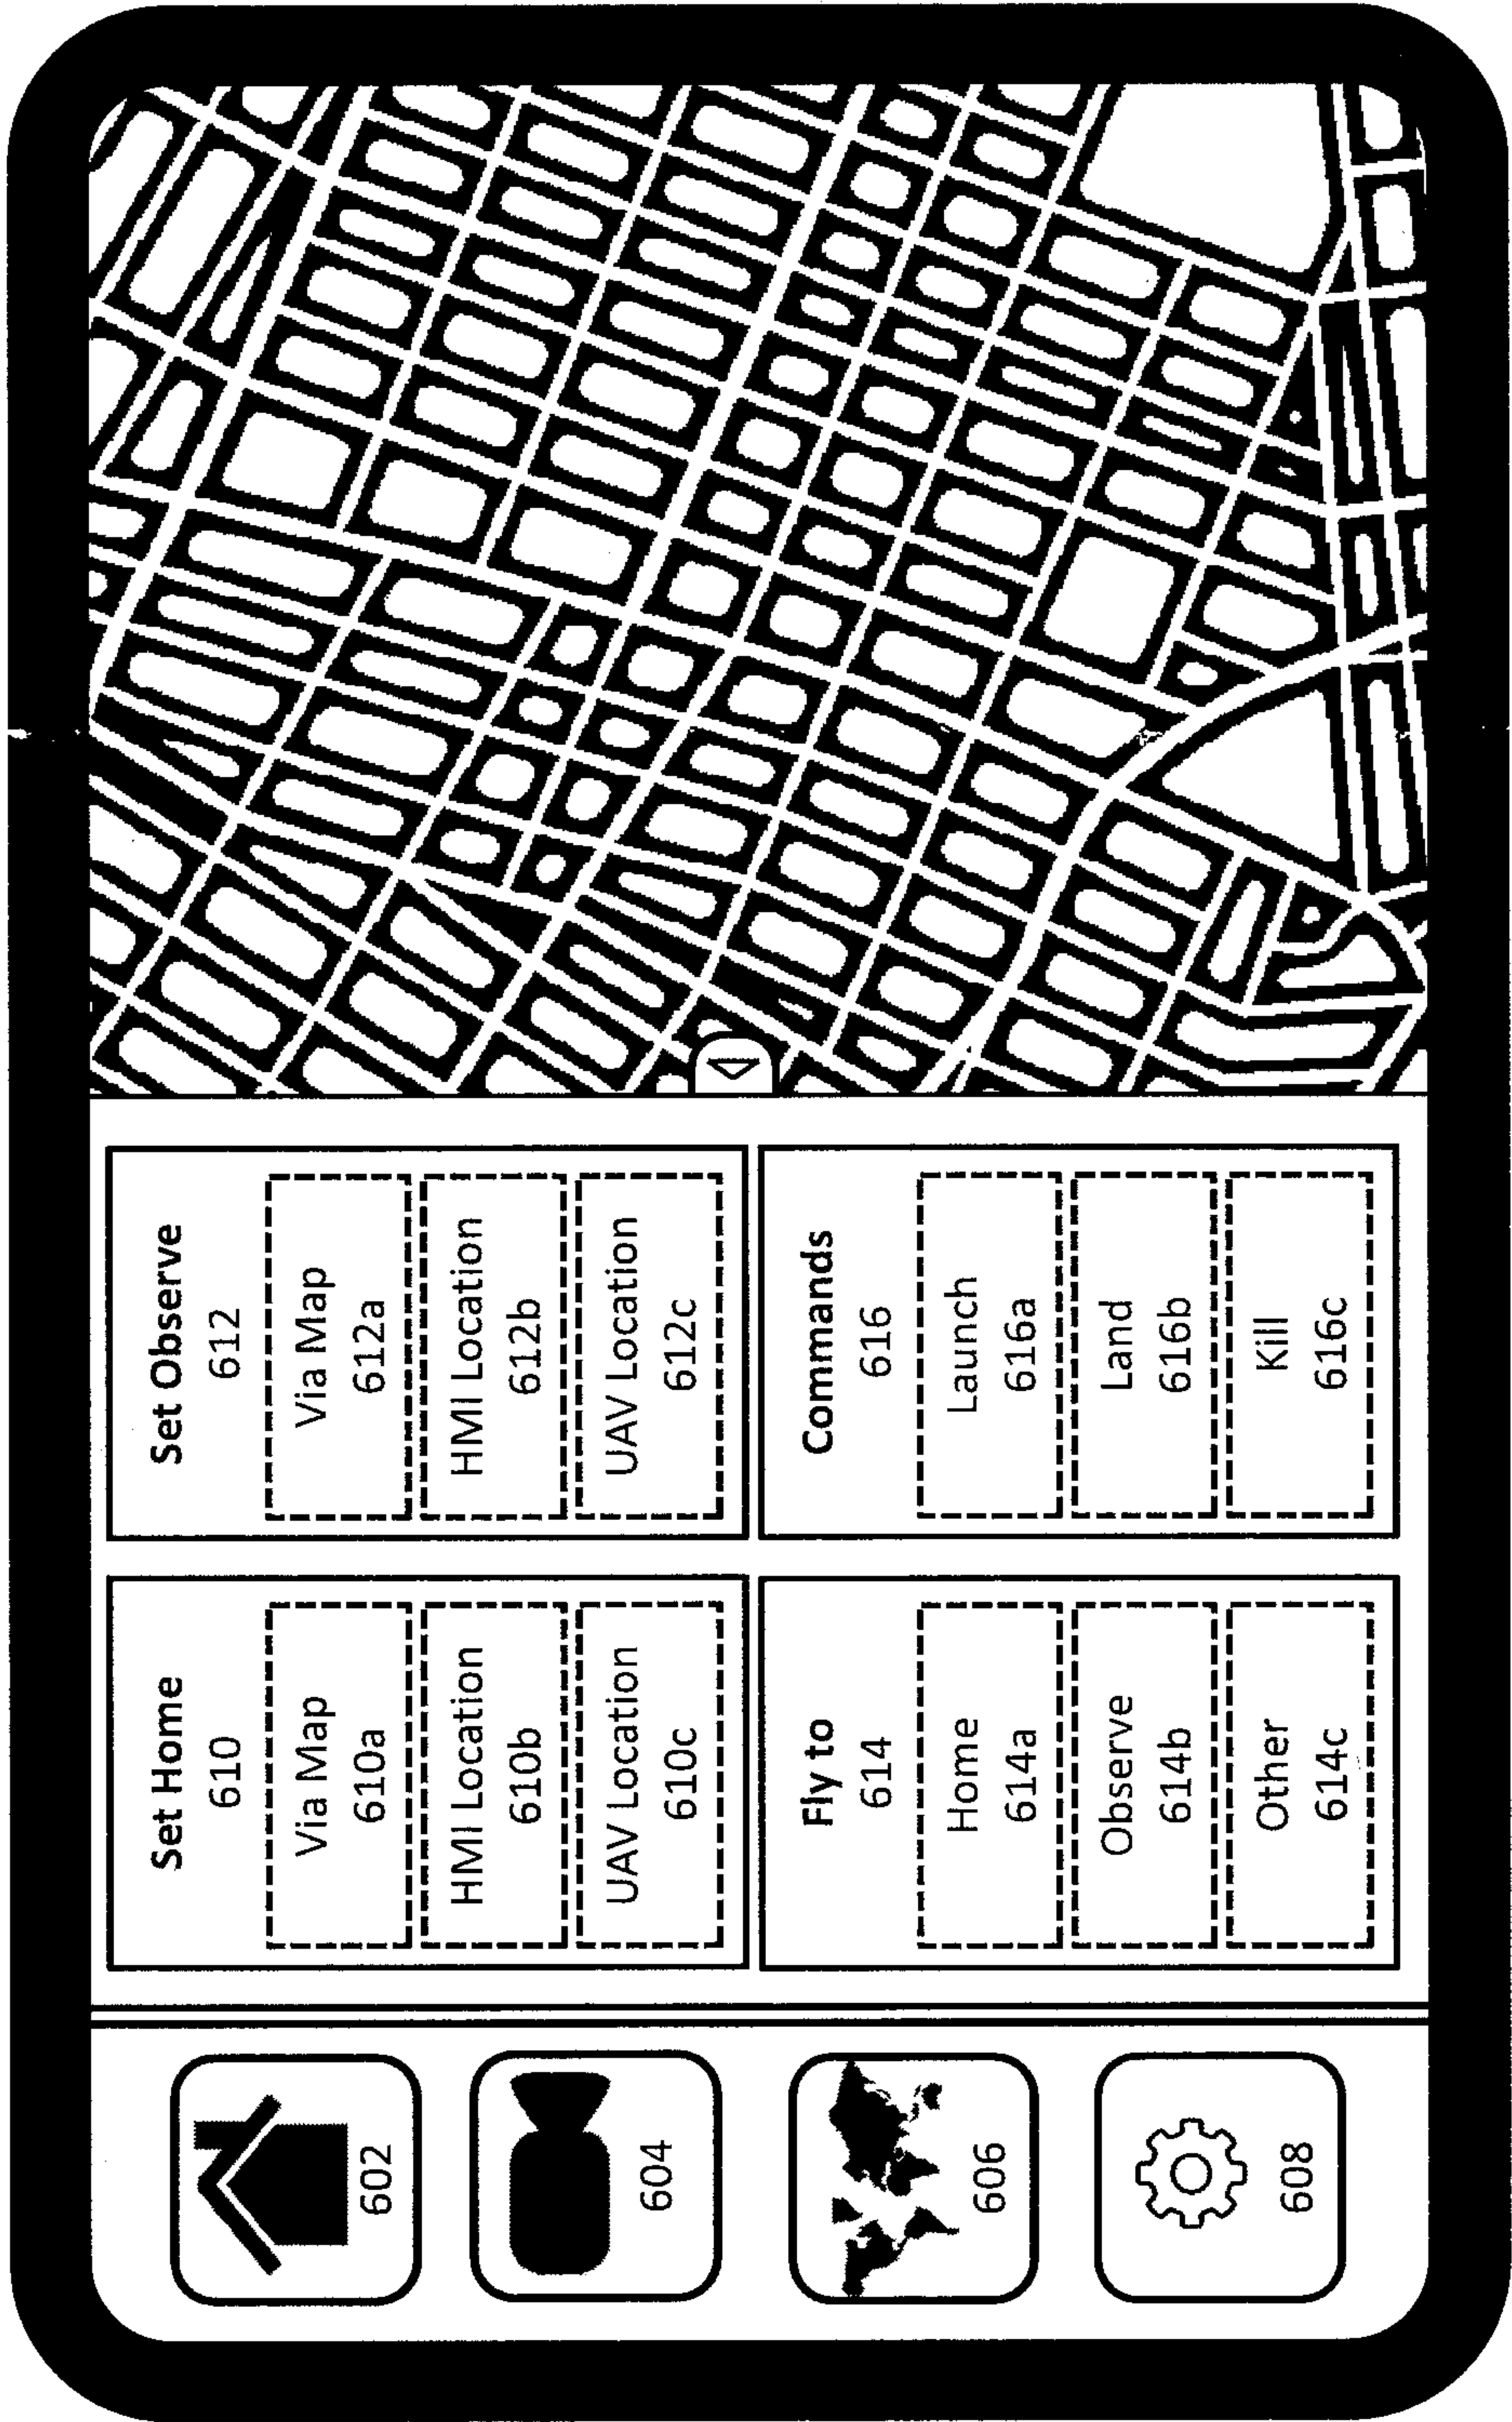 602
604
606
608
Set Home
610
Via Map
610a
HMI Location
610b
UAV Location
610c
Set Observe
612
Via Map
612a
HMI Location
612b
UAV Location
612c
Fly to
614
Home
614a
Observe
614b
Other
614c
Commands
616
Launch
616a
Land
616b
Kill
616c